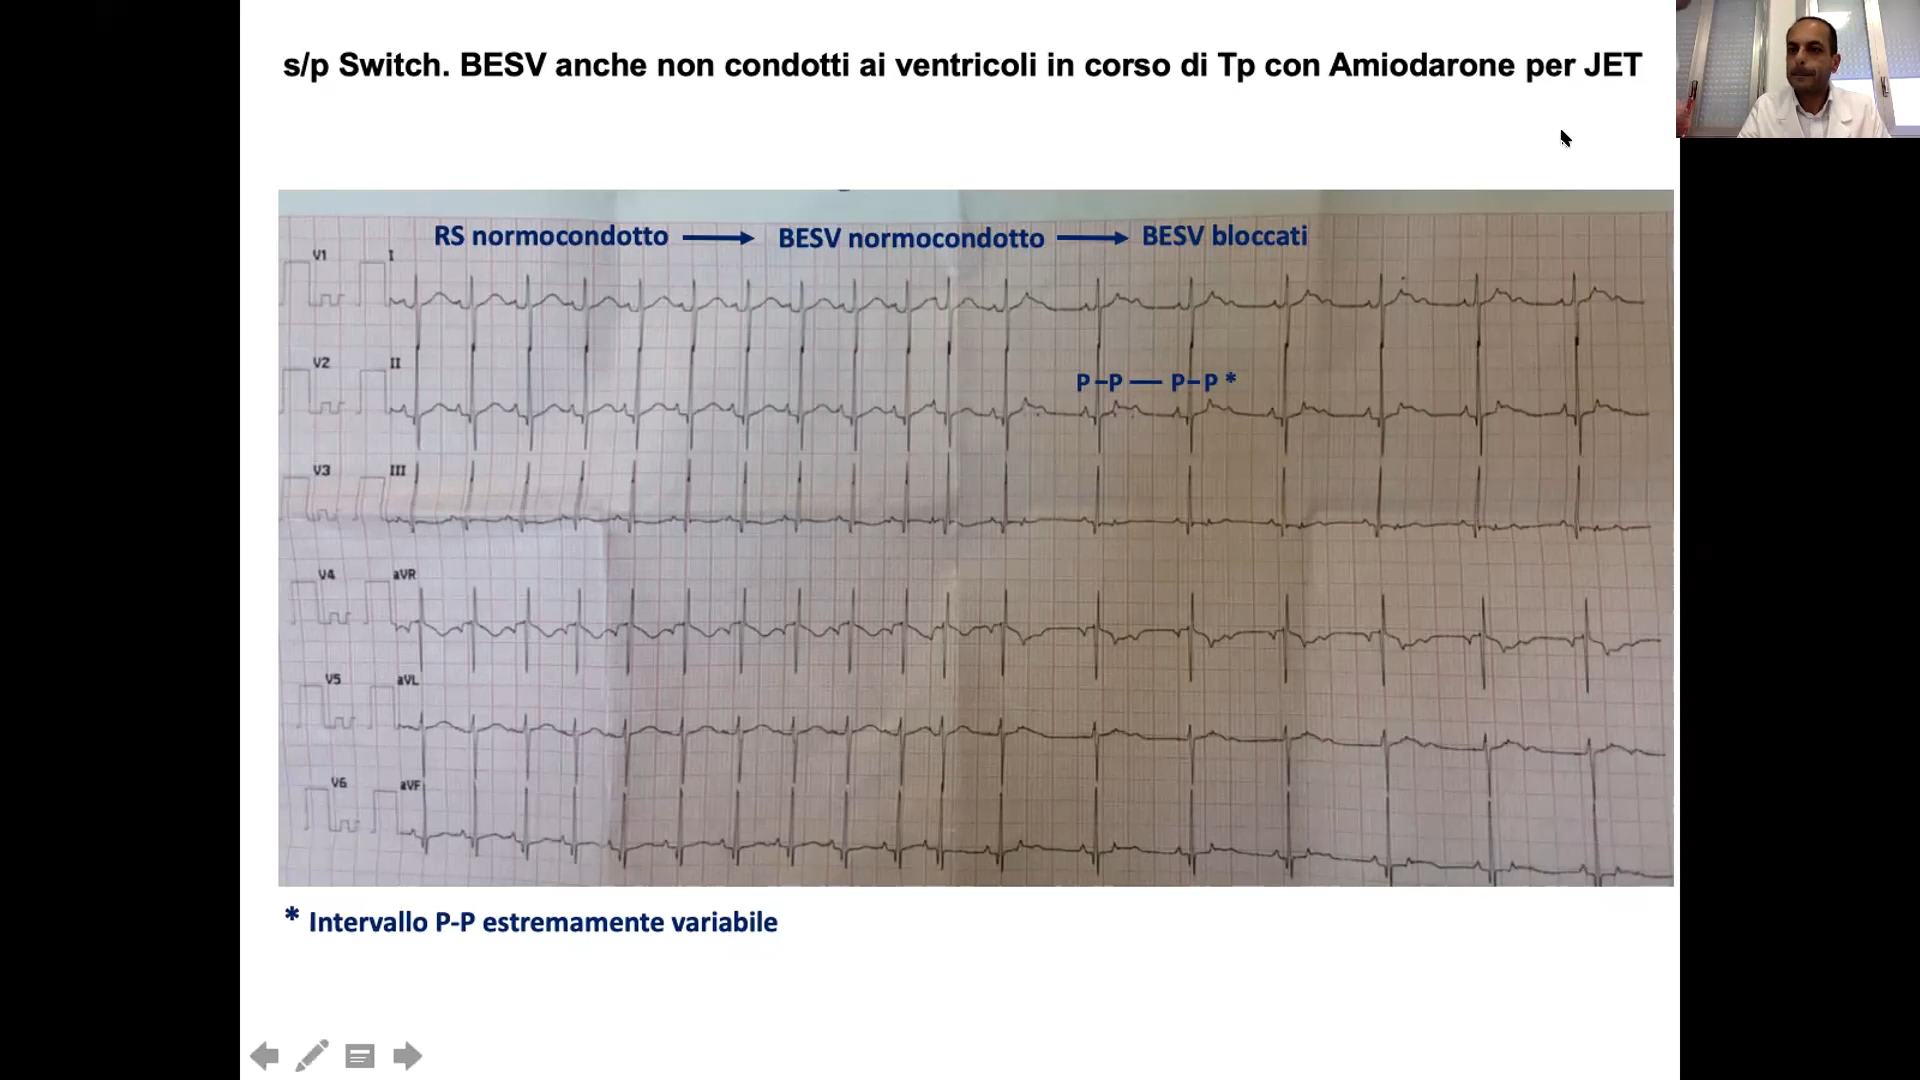 s/p Switch. BESV anche non condotti ai ventricoli in corso di Tp con Amiodarone per JET
RS normocondotto BESV normocondotto BESV bloccati
V1 I
V2 II
P–P — P–P *
V3 III
V4 aVR
V5 aVL
V6 aVF
* Intervallo P-P estremamente variabile